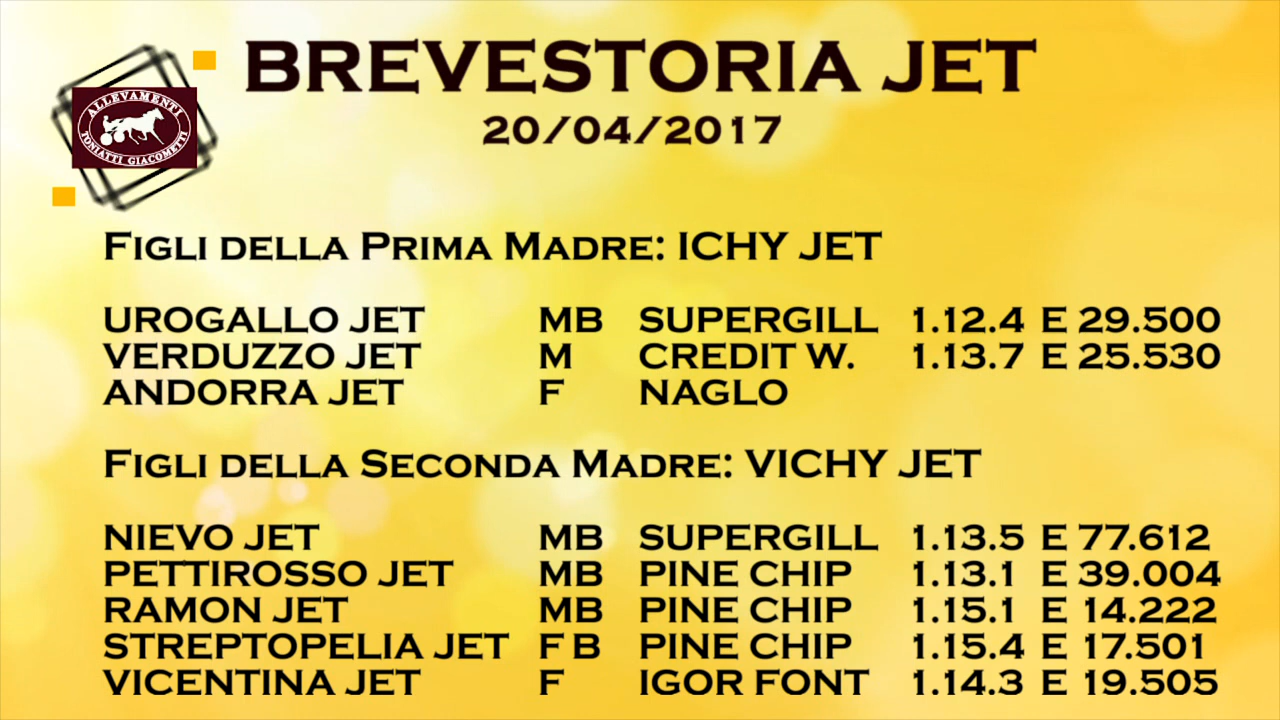 BREVESTORIA JET
20/04/2017
ALLEVAMENTI
TONIATTI GIACOMETTI
FIGLI DELLA PRIMA MADRE: ICHY JET
UROGALLO JET MB SUPERGILL 1.12.4 E 29.500
VERDUZZO JET M CREDIT W. 1.13.7 E 25.530
ANDORRA JET F NAGLO
FIGLI DELLA SECONDA MADRE: VICHY JET
NIEVO JET MB SUPERGILL 1.13.5 E 77.612
PETTIROSSO JET MB PINE CHIP 1.13.1 E 39.004
RAMON JET MB PINE CHIP 1.15.1 E 14.222
STREPTOPELIA JET F B PINE CHIP 1.15.4 E 17.501
VICENTINA JET F IGOR FONT 1.14.3 E 19.505